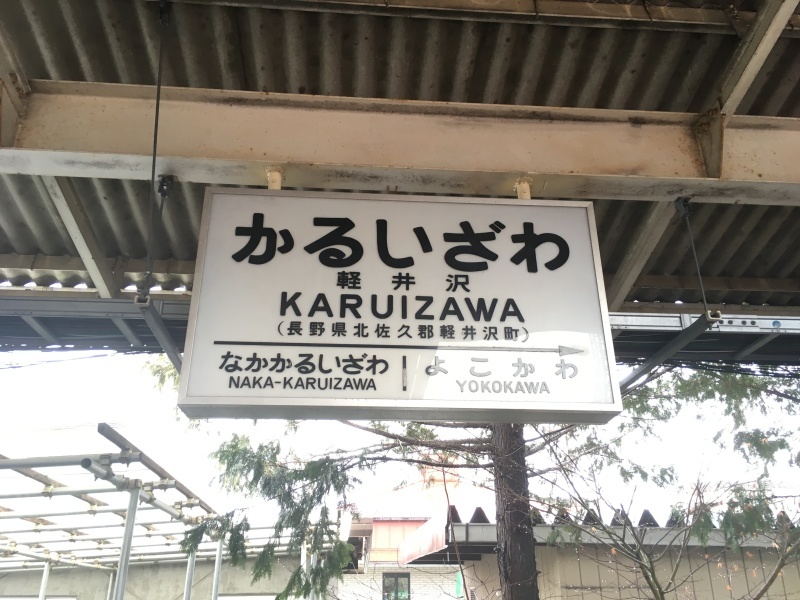 かるいざわ
軽井沢
KARUIZAWA
(長野県北佐久郡軽井沢町)
なかかるいざわ
NAKA-KARUIZAWA
よこかわ
YOKOKAWA